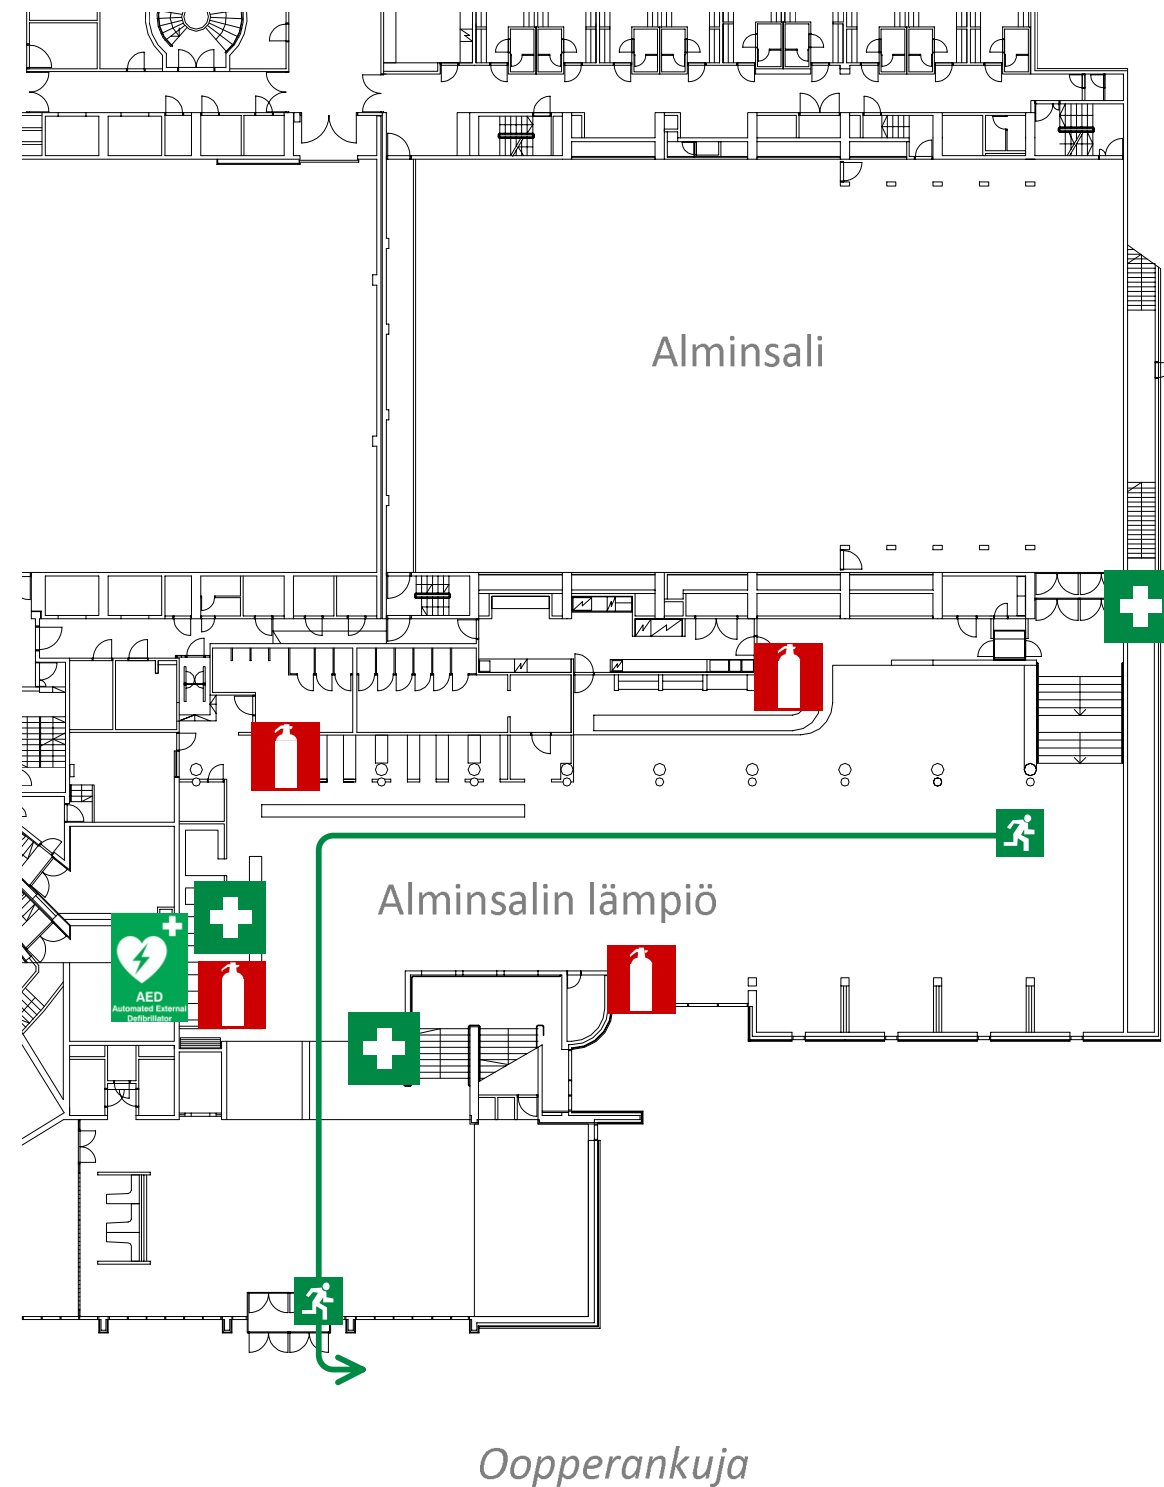 Alminsali
Alminsalin lämpiö
AED
Automated External
Defibrillator
Oopperankuja